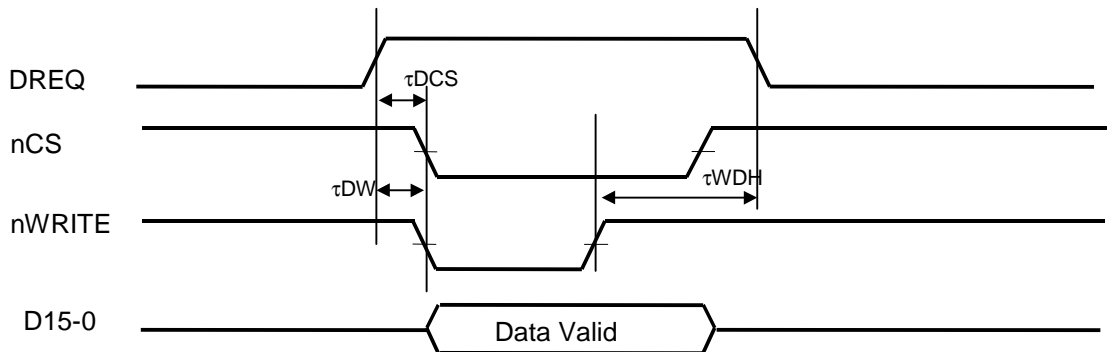 DREQ
τDCS
nCS
τDW
τWDH
nWRITE
D15-0
Data Valid